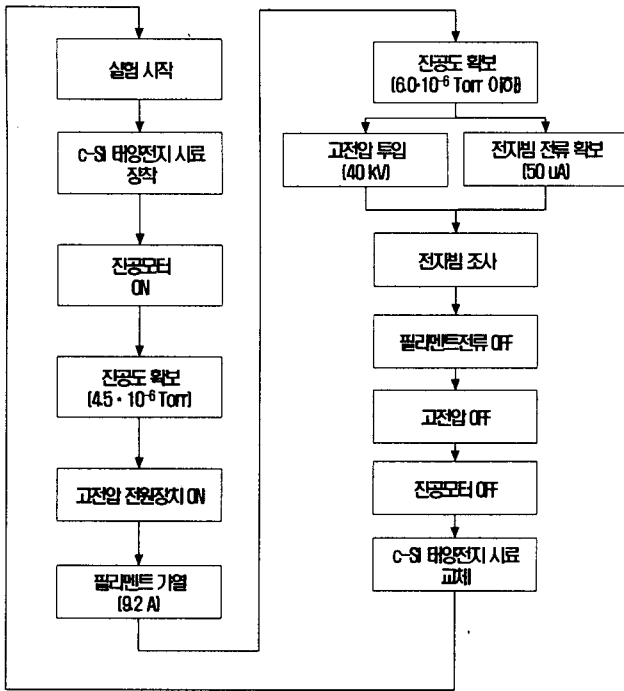 실험 시작
c-Si 태양전지 시료
장착
진공모터
ON
진공도 확보
(4.5 · 10⁻⁶ Torr)
고전압 전원장치 ON
필라멘트 가열
(9.2 A)
진공도 확보
(6.0·10⁻⁶ Torr 이하)
고전압 투입
(40 kV)
전자빔 전류 확보
(50 uA)
전자빔 조사
필라멘트전류 OFF
고전압 OFF
진공모터 OFF
c-Si 태양전지 시료
교체